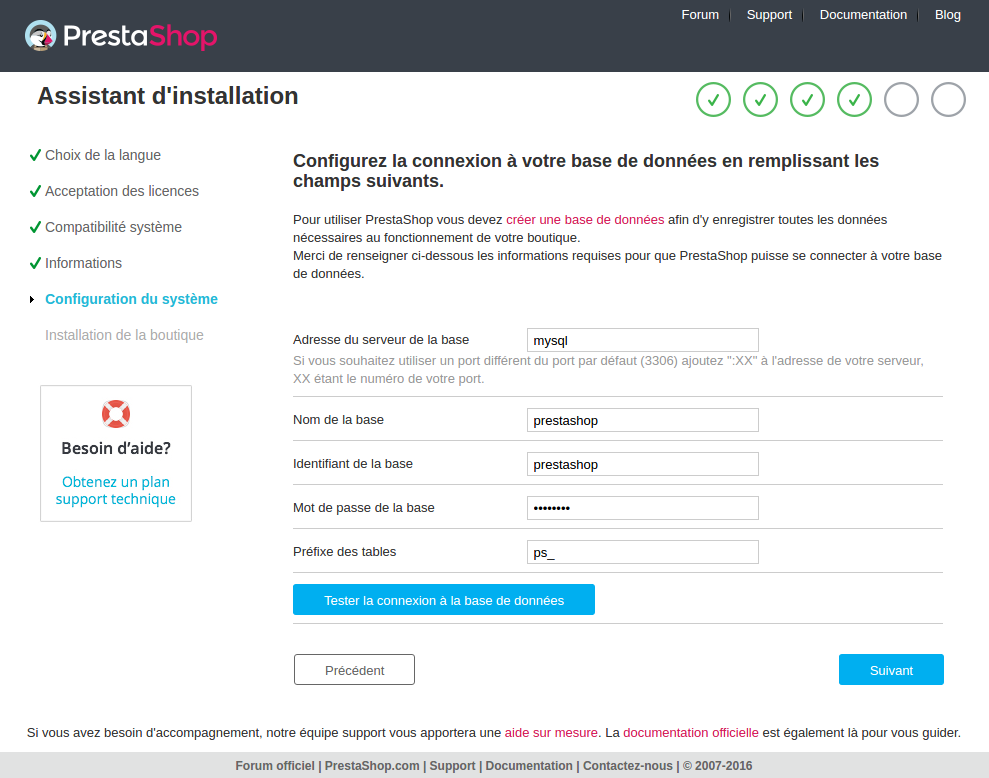 Forum
Support
Documentation
Blog
PrestaShop
Assistant d'installation
Choix de la langue
Acceptation des licences
Compatibilité système
Informations
Configuration du système
Installation de la boutique
Besoin d'aide?
Obtenez un plan
support technique
Configurez la connexion à votre base de données en remplissant les
champs suivants.
Pour utiliser PrestaShop vous devez créer une base de données afin d'y enregistrer toutes les données
nécessaires au fonctionnement de votre boutique.
Merci de renseigner ci-dessous les informations requises pour que PrestaShop puisse se connecter à votre base
de données.
Adresse du serveur de la base mysql
Si vous souhaitez utiliser un port différent du port par défaut (3306) ajoutez ":XX" à l'adresse de votre serveur,
XX étant le numéro de votre port.
Nom de la base prestashop
Identifiant de la base prestashop
Mot de passe de la base ••••••••
Préfixe des tables ps_
Tester la connexion à la base de données
Précédent
Suivant
Si vous avez besoin d'accompagnement, notre équipe support vous apportera une aide sur mesure. La documentation officielle est également là pour vous guider.
Forum officiel | PrestaShop.com | Support | Documentation | Contactez-nous | © 2007-2016